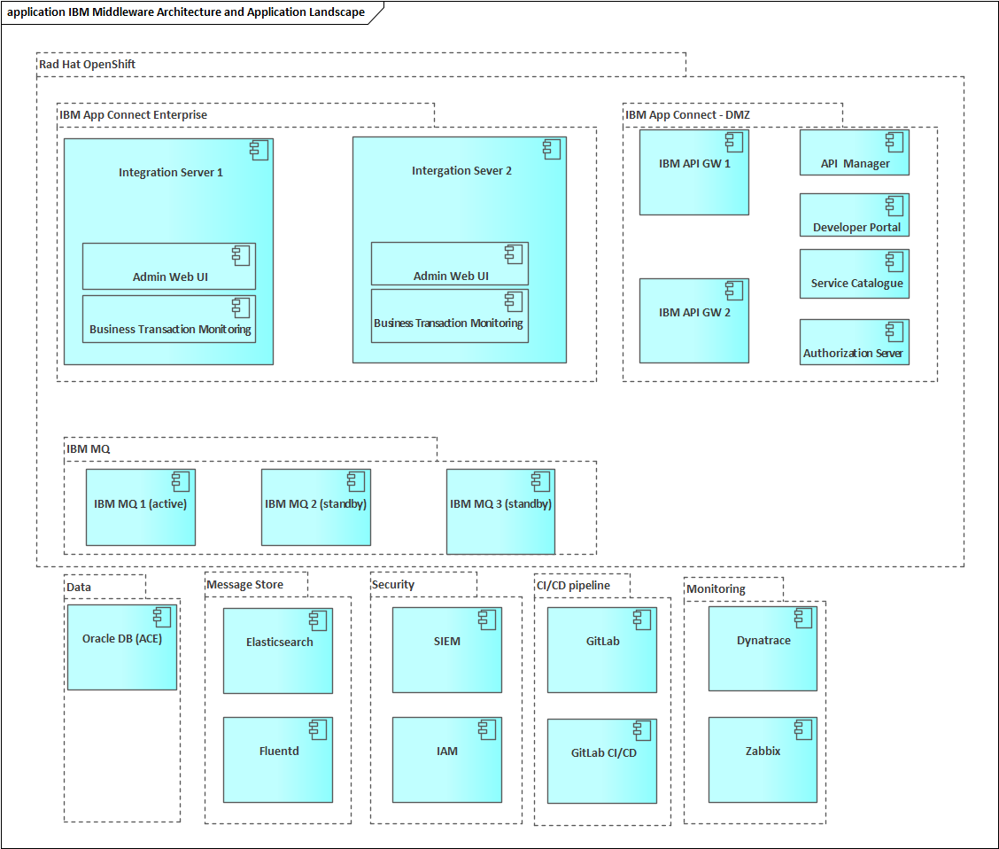 application IBM Middleware Architecture and Application Landscape
Rad Hat OpenShift
IBM App Connect Enterprise
Integration Server 1
Admin Web UI
Business Transaction Monitoring
Intergation Sever 2
Admin Web UI
Business Transaction Monitoring
IBM App Connect - DMZ
IBM API GW 1
API  Manager
Developer Portal
Service Catalogue
IBM API GW 2
Authorization Server
IBM MQ
IBM MQ 1 (active)
IBM MQ 2 (standby)
IBM MQ 3 (standby)
Data
Oracle DB (ACE)
Message Store
Elasticsearch
Fluentd
Security
SIEM
IAM
CI/CD pipeline
GitLab
GitLab CI/CD
Monitoring
Dynatrace
Zabbix